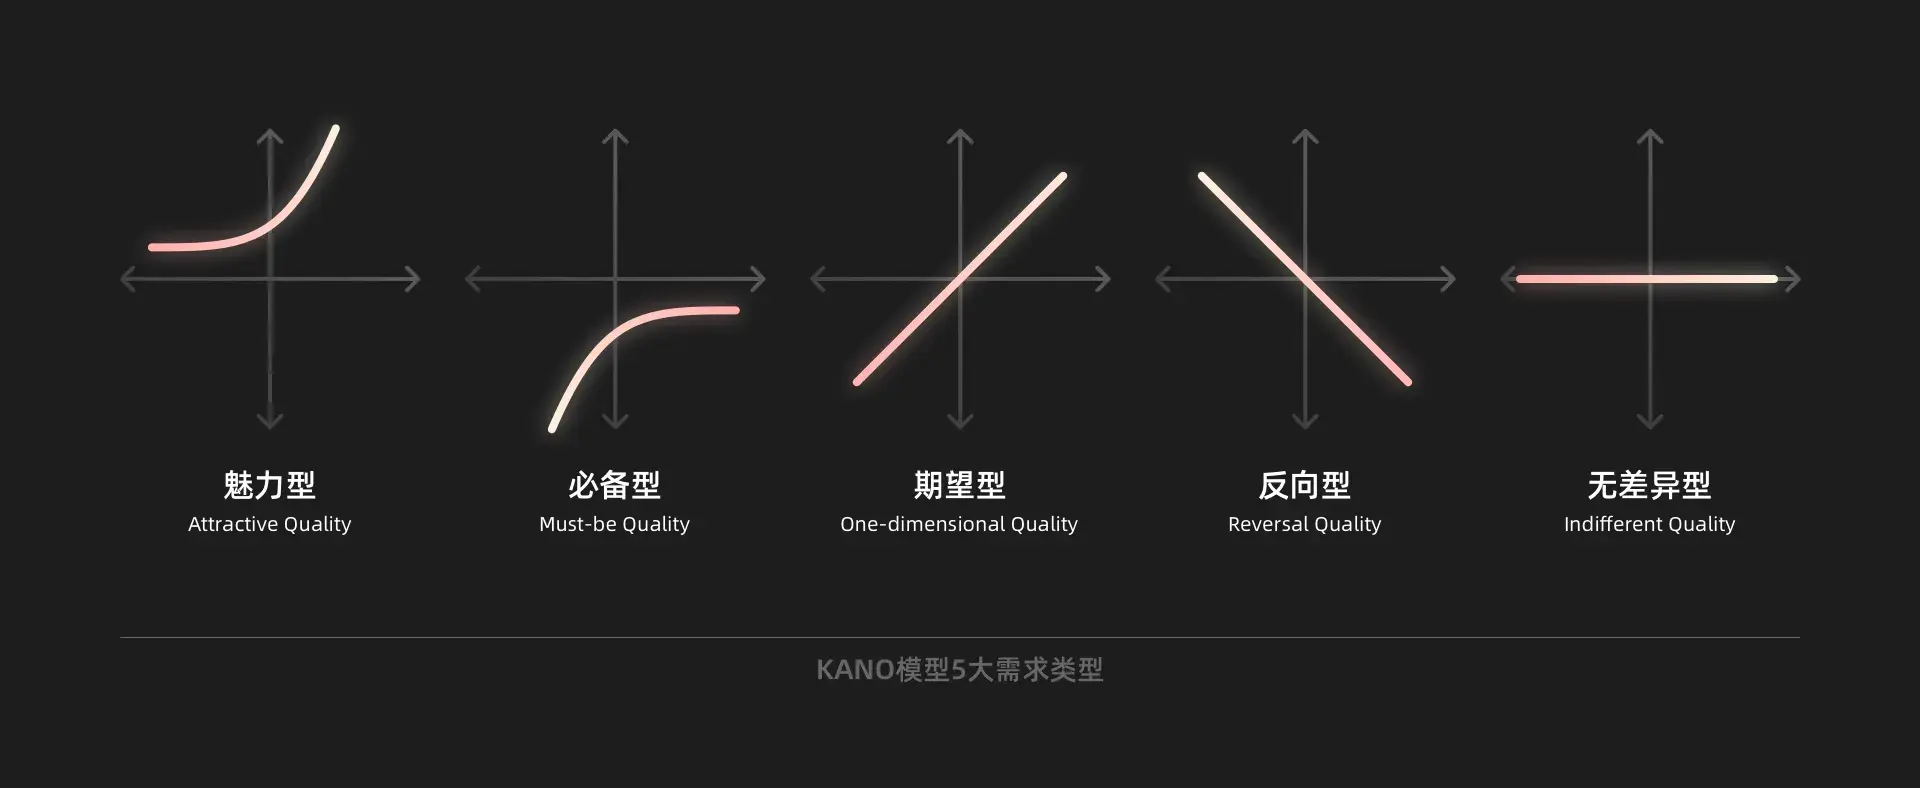 魅力型
Attractive Quality
必备型
Must-be Quality
期望型
One-dimensional Quality
反向型
Reversal Quality
无差异型
Indifferent Quality
KANO模型5大需求类型